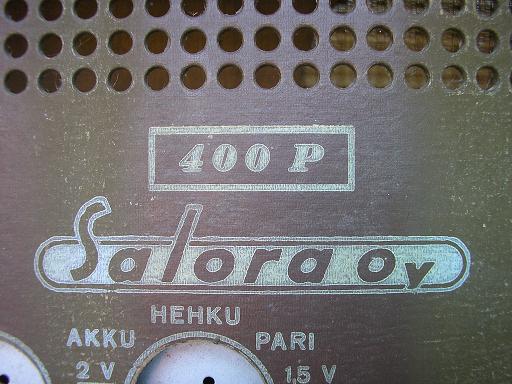 400 P
Salora oy
HEHKU
AKKU PARI
2 V 1,5 V